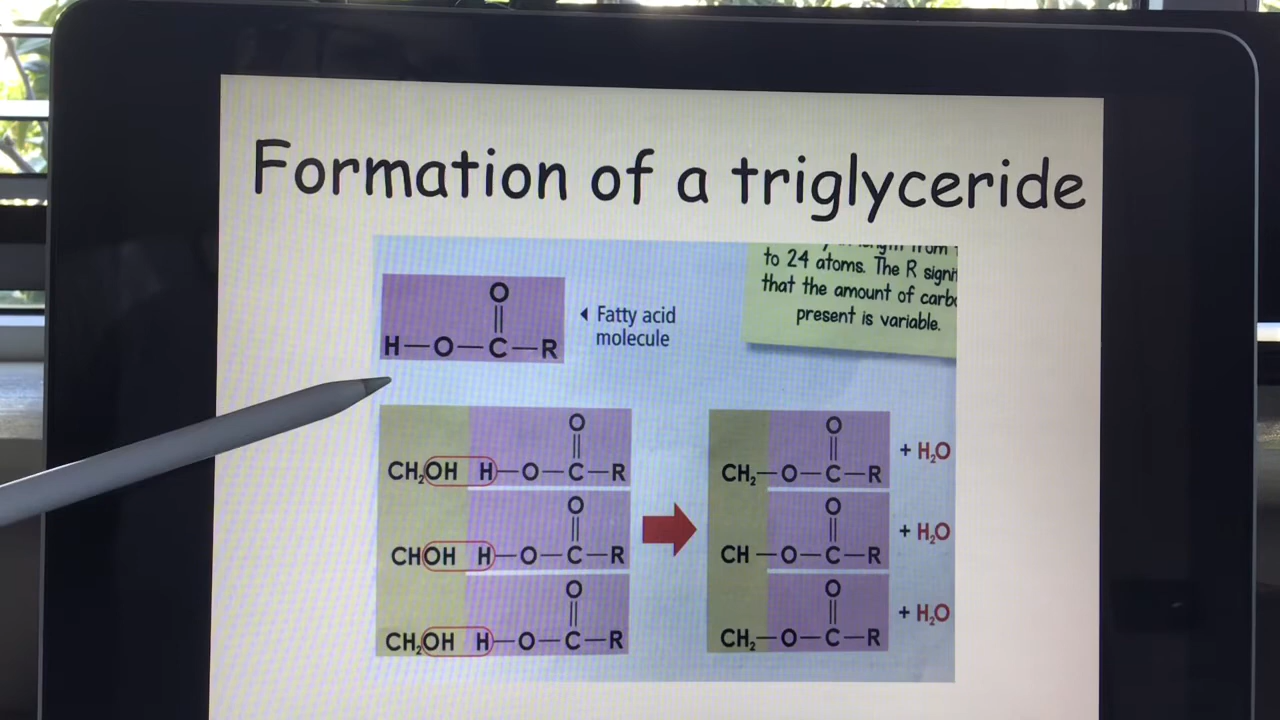 Formation of a triglyceride
to 24 atoms. The R
that the amount of
present is variable.
O
H—O—C—R
Fatty acid
molecule
O
CH₂OH H—O—C—R
O
CHOH H—O—C—R
O
CH₂OH H—O—C—R
O
CH₂—O—C—R + H₂O
O
CH—O—C—R + H₂O
O
CH₂—O—C—R + H₂O